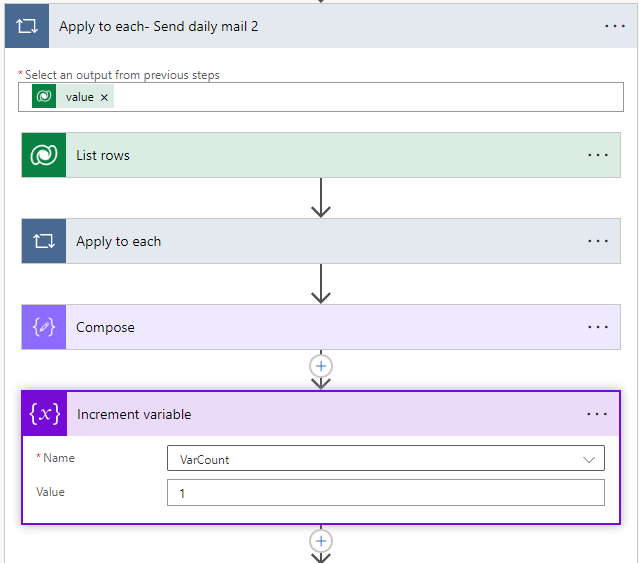 Apply to each- Send daily mail 2
* Select an output from previous steps
value ×
List rows
Apply to each
Compose
{x} Increment variable
* Name VarCount
Value 1